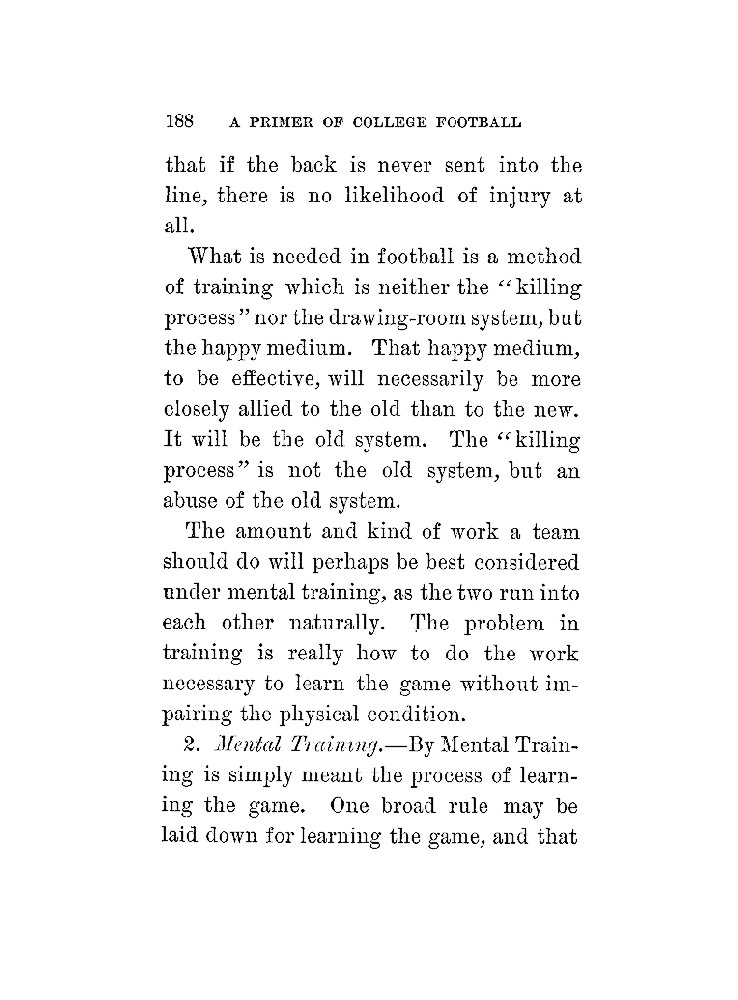 188 A PRIMER OF COLLEGE FOOTBALL
that if the back is never sent into the
line, there is no likelihood of injury at
all.
What is needed in football is a method
of training which is neither the “killing
process” nor the drawing-room system, but
the happy medium. That happy medium,
to be effective, will necessarily be more
closely allied to the old than to the new.
It will be the old system. The “killing
process” is not the old system, but an
abuse of the old system.
The amount and kind of work a team
should do will perhaps be best considered
under mental training, as the two run into
each other naturally. The problem in
training is really how to do the work
necessary to learn the game without im-
pairing the physical condition.
2. Mental Training.—By Mental Train-
ing is simply meant the process of learn-
ing the game. One broad rule may be
laid down for learning the game, and that